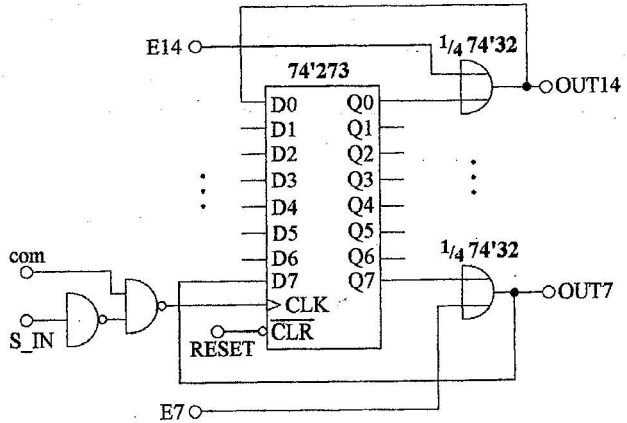 E14
1/4 74'32
74'273
OUT14
D0 Q0
D1 Q1
D2 Q2
D3 Q3
D4 Q4
D5 Q5
D6 Q6
D7 Q7
1/4 74'32
com
CLK
OUT7
S_IN
CLR
RESET
E7